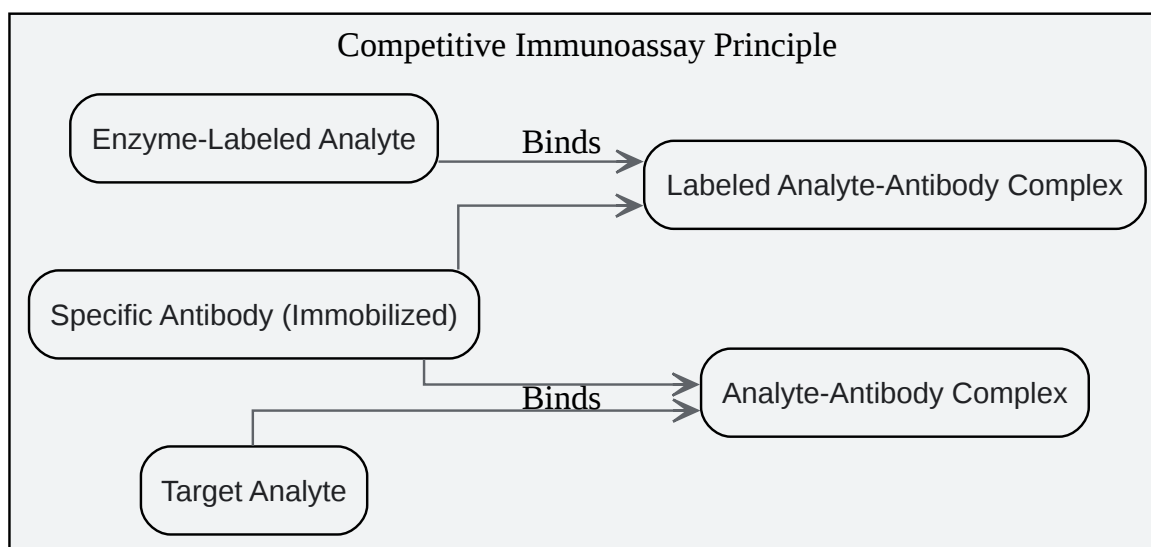 Competitive Immunoassay Principle
Enzyme-Labeled Analyte
Binds
Labeled Analyte-Antibody Complex
Specific Antibody (Immobilized)
Binds
Analyte-Antibody Complex
Target Analyte